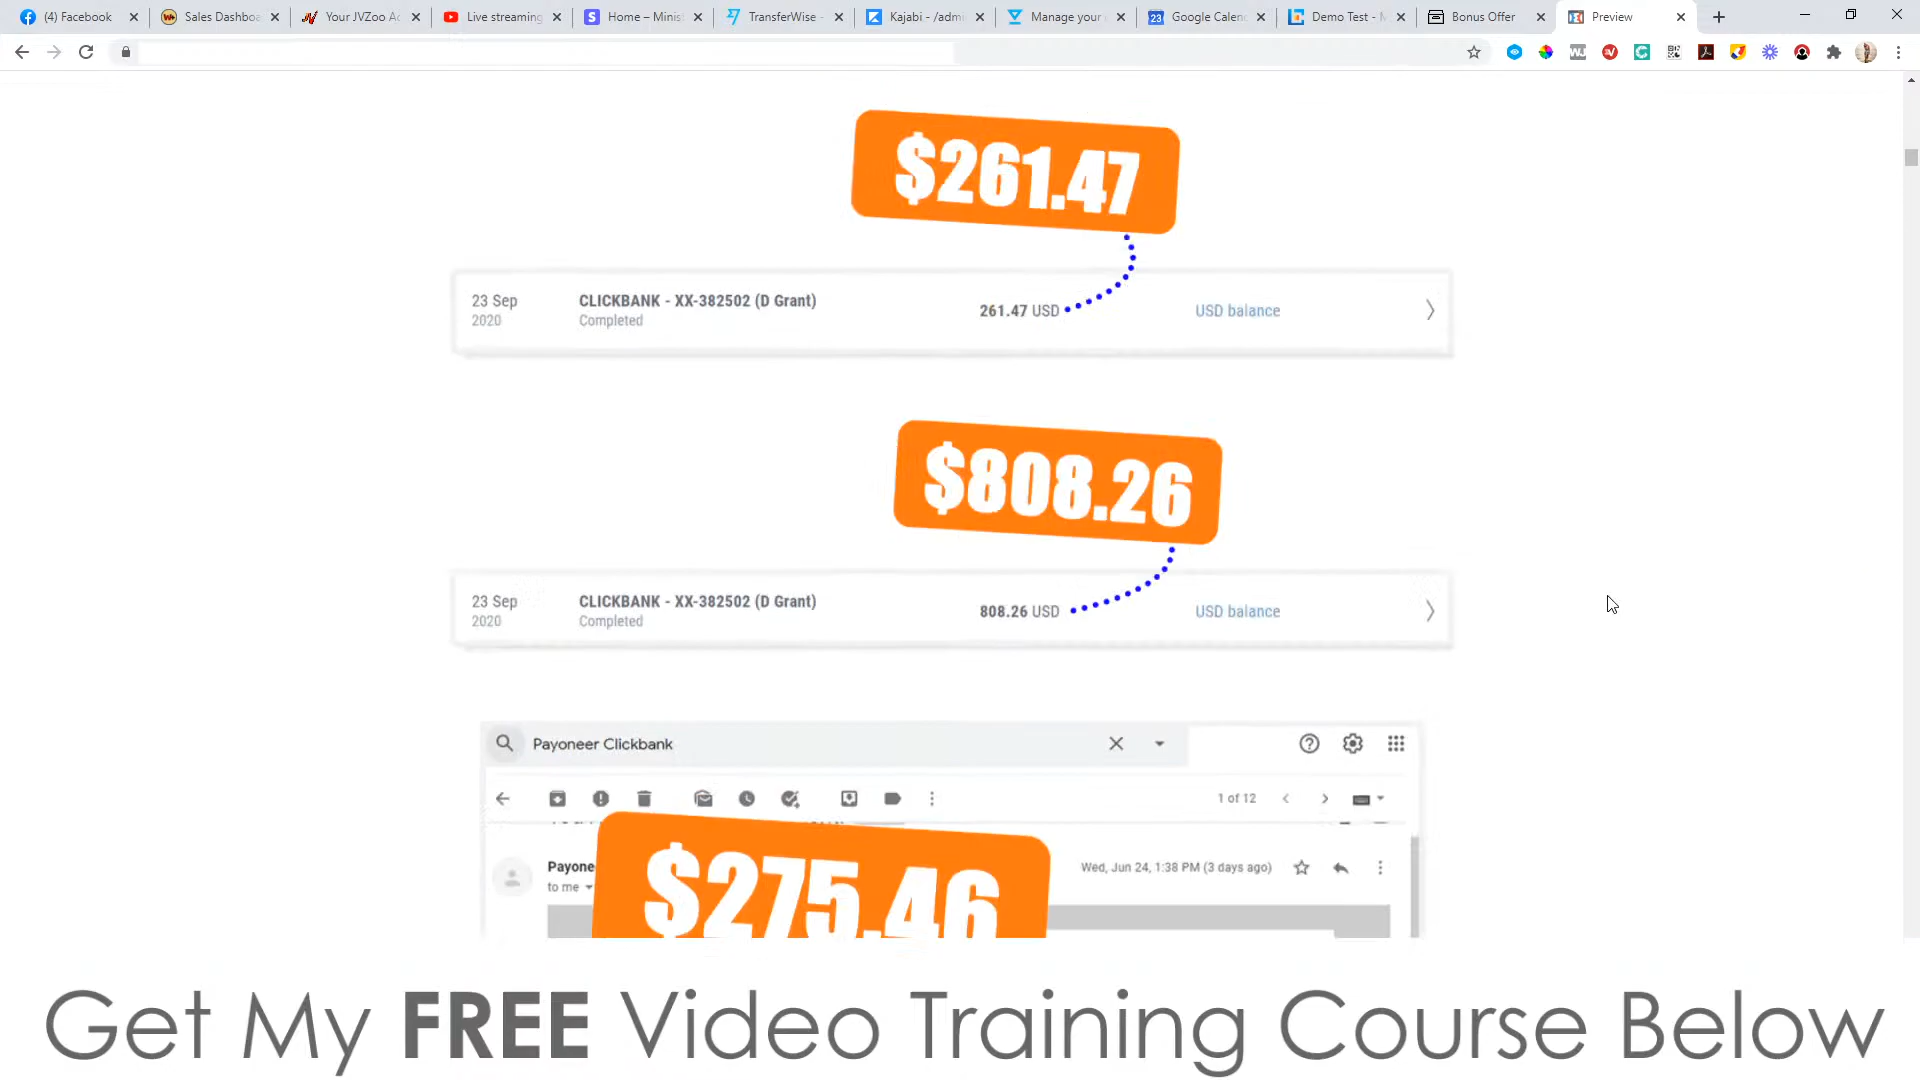 (4) Facebook
Sales Dashboa
Your JVZoo Ac
Live streaming
Home – Minis
TransferWise -
Kajabi - /admi
Manage your
23 Google Calen
Demo Test - M
Bonus Offer
Preview
$261.47
23 Sep
2020
CLICKBANK - XX-382502 (D Grant)
Completed
261.47 USD
USD balance
$808.26
23 Sep
2020
CLICKBANK - XX-382502 (D Grant)
Completed
808.26 USD
USD balance
Payoneer Clickbank
1 of 12
$275.46
Payone
to me
Wed, Jun 24, 1:38 PM (3 days ago)
Get My FREE Video Training Course Below